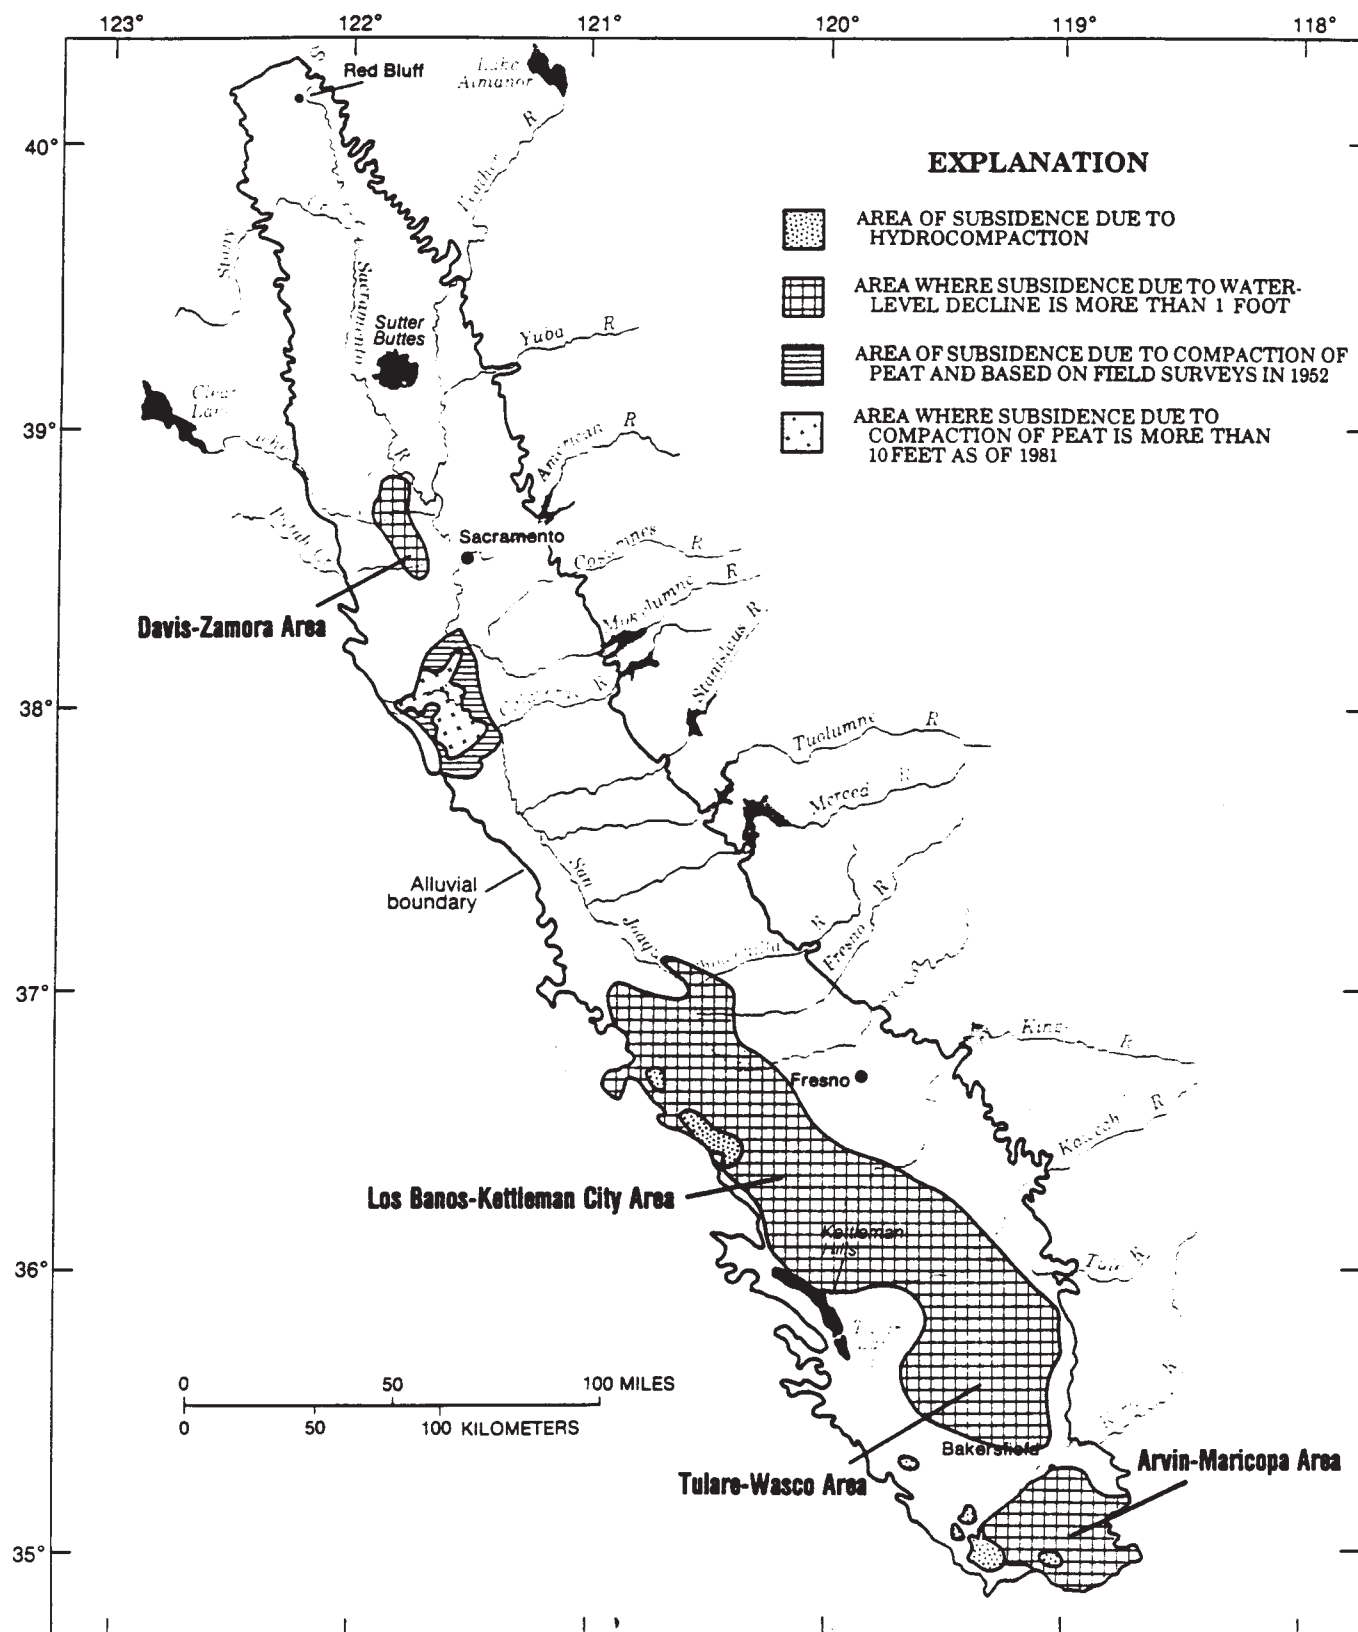 123° 122° 121° 120° 119° 118°
Red Bluff
Lake
Almanor
R
40°
EXPLANATION
AREA OF SUBSIDENCE DUE TO
HYDROCOMPACTION
AREA WHERE SUBSIDENCE DUE TO WATER-
LEVEL DECLINE IS MORE THAN 1 FOOT
AREA OF SUBSIDENCE DUE TO COMPACTION OF
PEAT AND BASED ON FIELD SURVEYS IN 1952
AREA WHERE SUBSIDENCE DUE TO
COMPACTION OF PEAT IS MORE THAN
10 FEET AS OF 1981
Feather
Stony
Cr
Sacramento
R
Sutter
Buttes
Yuba R
Clear
39°
American R
Sacramento
Cosumnes R
Mokelumne R
Davis-Zamora Area
Stanislaus R
38°
R
Tuolumne R
Merced R
Alluvial
boundary
San
R
R
Fresno
37°
R
Fresno
Kaweah R
Los Banos-Kettleman City Area
Kettleman
Hills
36°
0 50 100 MILES
0 50 100 KILOMETERS
Bakersfield
Tulare-Wasco Area
Arvin-Maricopa Area
35°